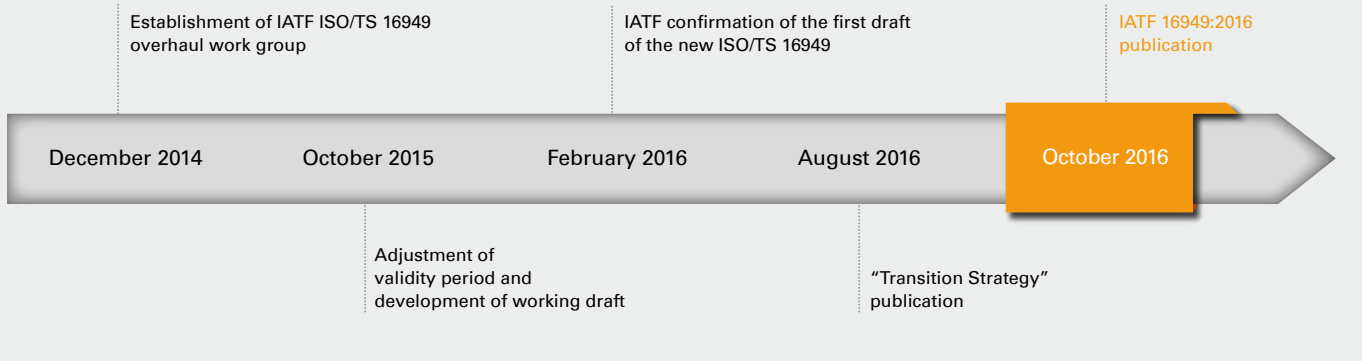 Establishment of IATF ISO/TS 16949
overhaul work group
IATF confirmation of the first draft
of the new ISO/TS 16949
IATF 16949:2016
publication
December 2014
October 2015
February 2016
August 2016
October 2016
Adjustment of
validity period and
development of working draft
“Transition Strategy”
publication